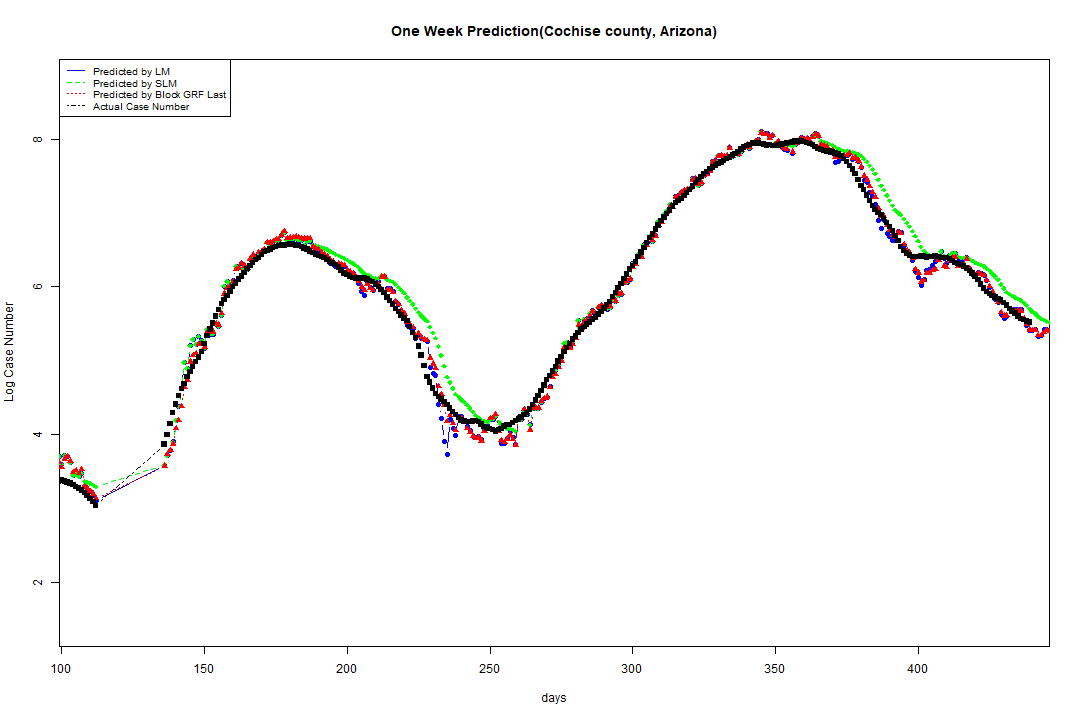 One Week Prediction(Cochise county, Arizona)
Predicted by LM
Predicted by SLM
Predicted by Block GRF Last
Actual Case Number
8
6
4
2
Log Case Number
100 150 200 250 300 350 400
days